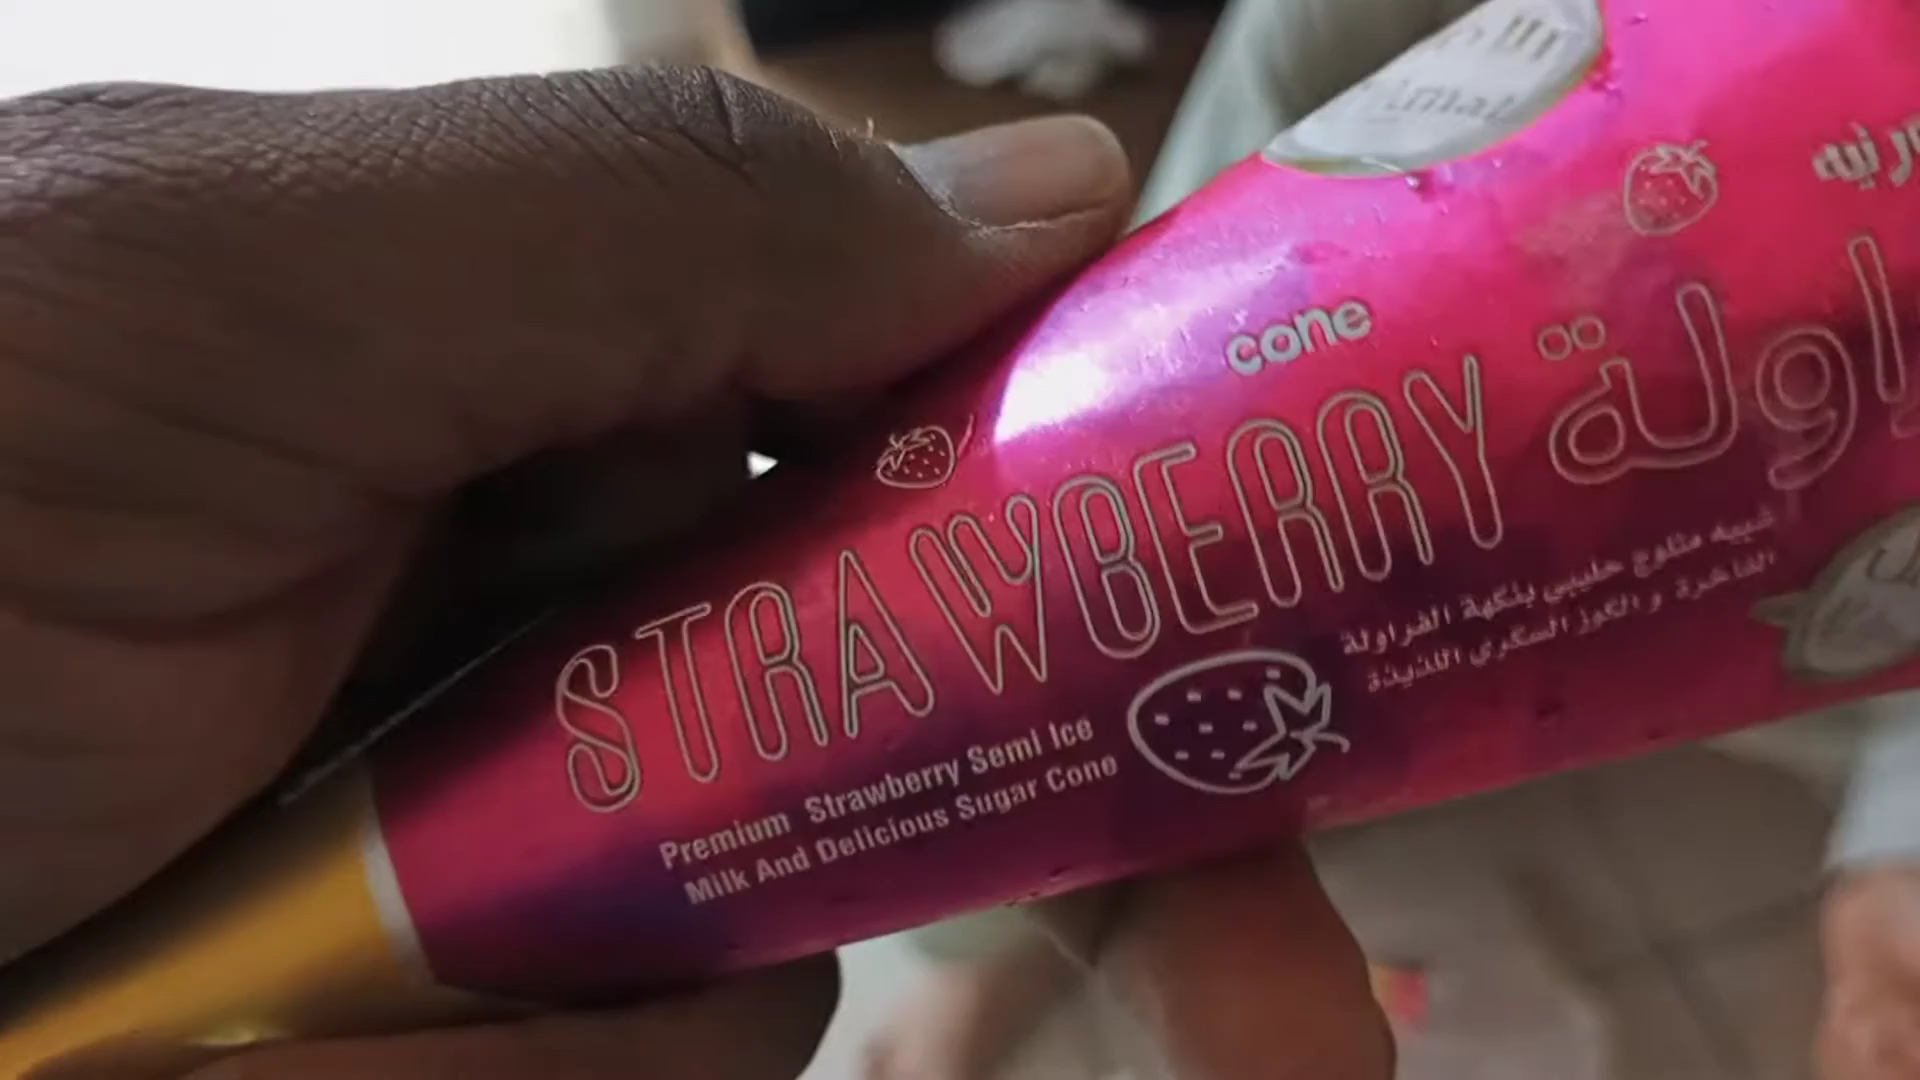 cone
STRAWBERRY
Premium Strawberry Semi Ice
Milk And Delicious Sugar Cone
شبيه مثلوج حليبي بنكهة الفراولة
الفاخرة و الكوز السكري اللذيذة